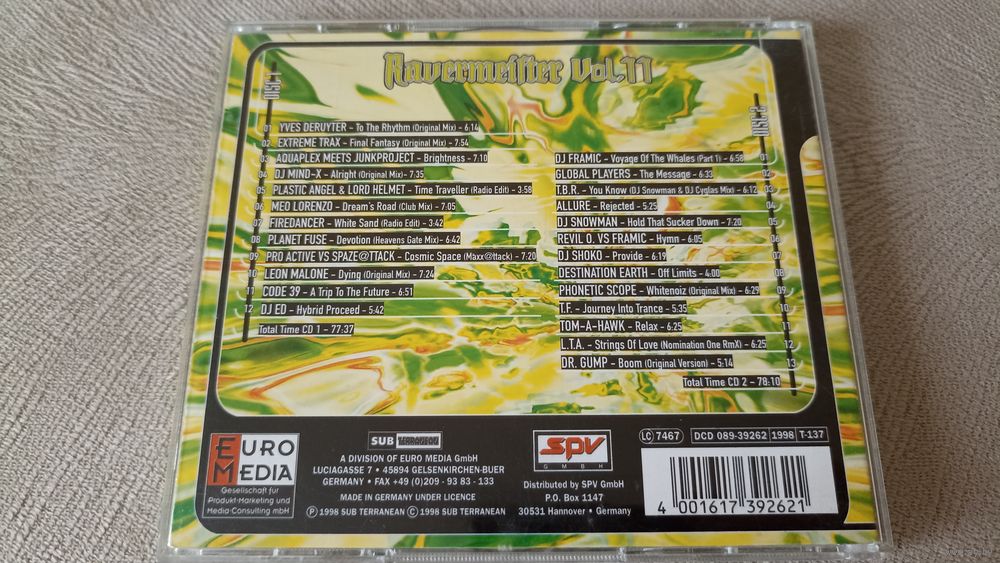 Ravermeister Vol.11
DISC 1
01 YVES DERUYTER – To The Rhythm (Original Mix) – 6:14
02 EXTREME TRAX – Final Fantasy (Original Mix) – 7:54
03 AQUAPLEX MEETS JUNKPROJECT – Brightness – 7:10
04 DJ MIND-X – Alright (Original Mix) – 7:35
05 PLASTIC ANGEL & LORD HELMET – Time Traveller (Radio Edit) – 3:58
06 MEO LORENZO – Dream's Road (Club Mix) – 7:05
07 FIREDANCER – White Sand (Radio Edit) – 3:42
08 PLANET FUSE – Devotion (Heavens Gate Mix) – 6:42
09 PRO ACTIVE VS SPAZE@TTACK – Cosmic Space (Maxx@ttack) – 7:20
10 LEON MALONE – Dying (Original Mix) – 7:24
11 CODE 39 – A Trip To The Future – 6:51
12 DJ ED – Hybrid Proceed – 5:42
Total Time CD 1 – 77:37
DISC 2
DJ FRAMIC – Voyage Of The Whales (Part 1) – 6:58 01
GLOBAL PLAYERS – The Message – 6:33 02
T.B.R. – You Know (DJ Snowman & DJ Cyglas Mix) – 6:12 03
ALLURE – Rejected – 5:25 04
DJ SNOWMAN – Hold That Sucker Down – 7:20 05
REVIL O. VS FRAMIC – Hymn – 6:05 06
DJ SHOKO – Provide – 6:19 07
DESTINATION EARTH – Off Limits – 4:00 08
PHONETIC SCOPE – Whitenoiz (Original Mix) – 6:29 09
T.F. – Journey Into Trance – 5:35 10
TOM-A-HAWK – Relax – 6:25 11
L.T.A. – Strings Of Love (Nomination One RmX) – 6:25 12
DR. GUMP – Boom (Original Version) – 5:14 13
Total Time CD 2 – 78:10
EURO
MEDIA
Gesellschaft für
Produkt-Marketing und
Media-Consulting mbH
SUB TERRANEAN
A DIVISION OF EURO MEDIA GmbH
LUCIAGASSE 7 • 45894 GELSENKIRCHEN-BUER
GERMANY • FAX +49 (0)209 - 93 83 - 133
MADE IN GERMANY UNDER LICENCE
Ⓟ 1998 SUB TERRANEAN Ⓒ 1998 SUB TERRANEAN
spv
GMBH
Distributed by SPV GmbH
P.O. Box 1147
30531 Hannover • Germany
LC 7467 DCD 089-39262 1998 T-137
4 001617 392621